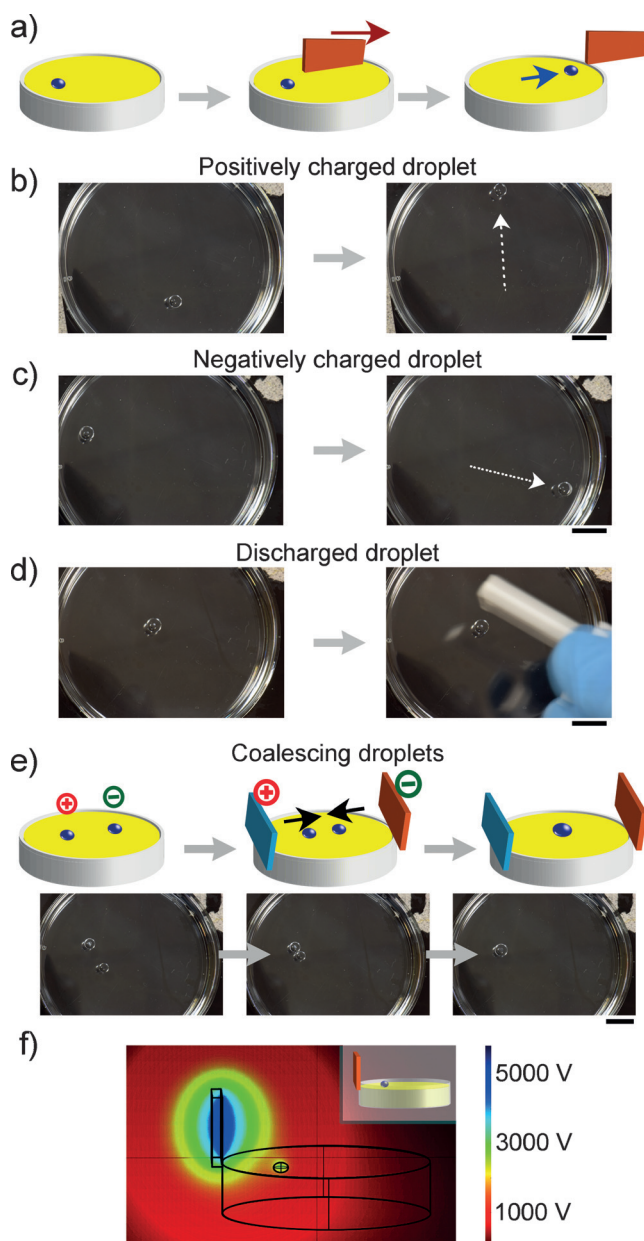 a)
b)
Positively charged droplet
c)
Negatively charged droplet
d)
Discharged droplet
e)
Coalescing droplets
+
−
+
−
f)
5000 V
3000 V
1000 V